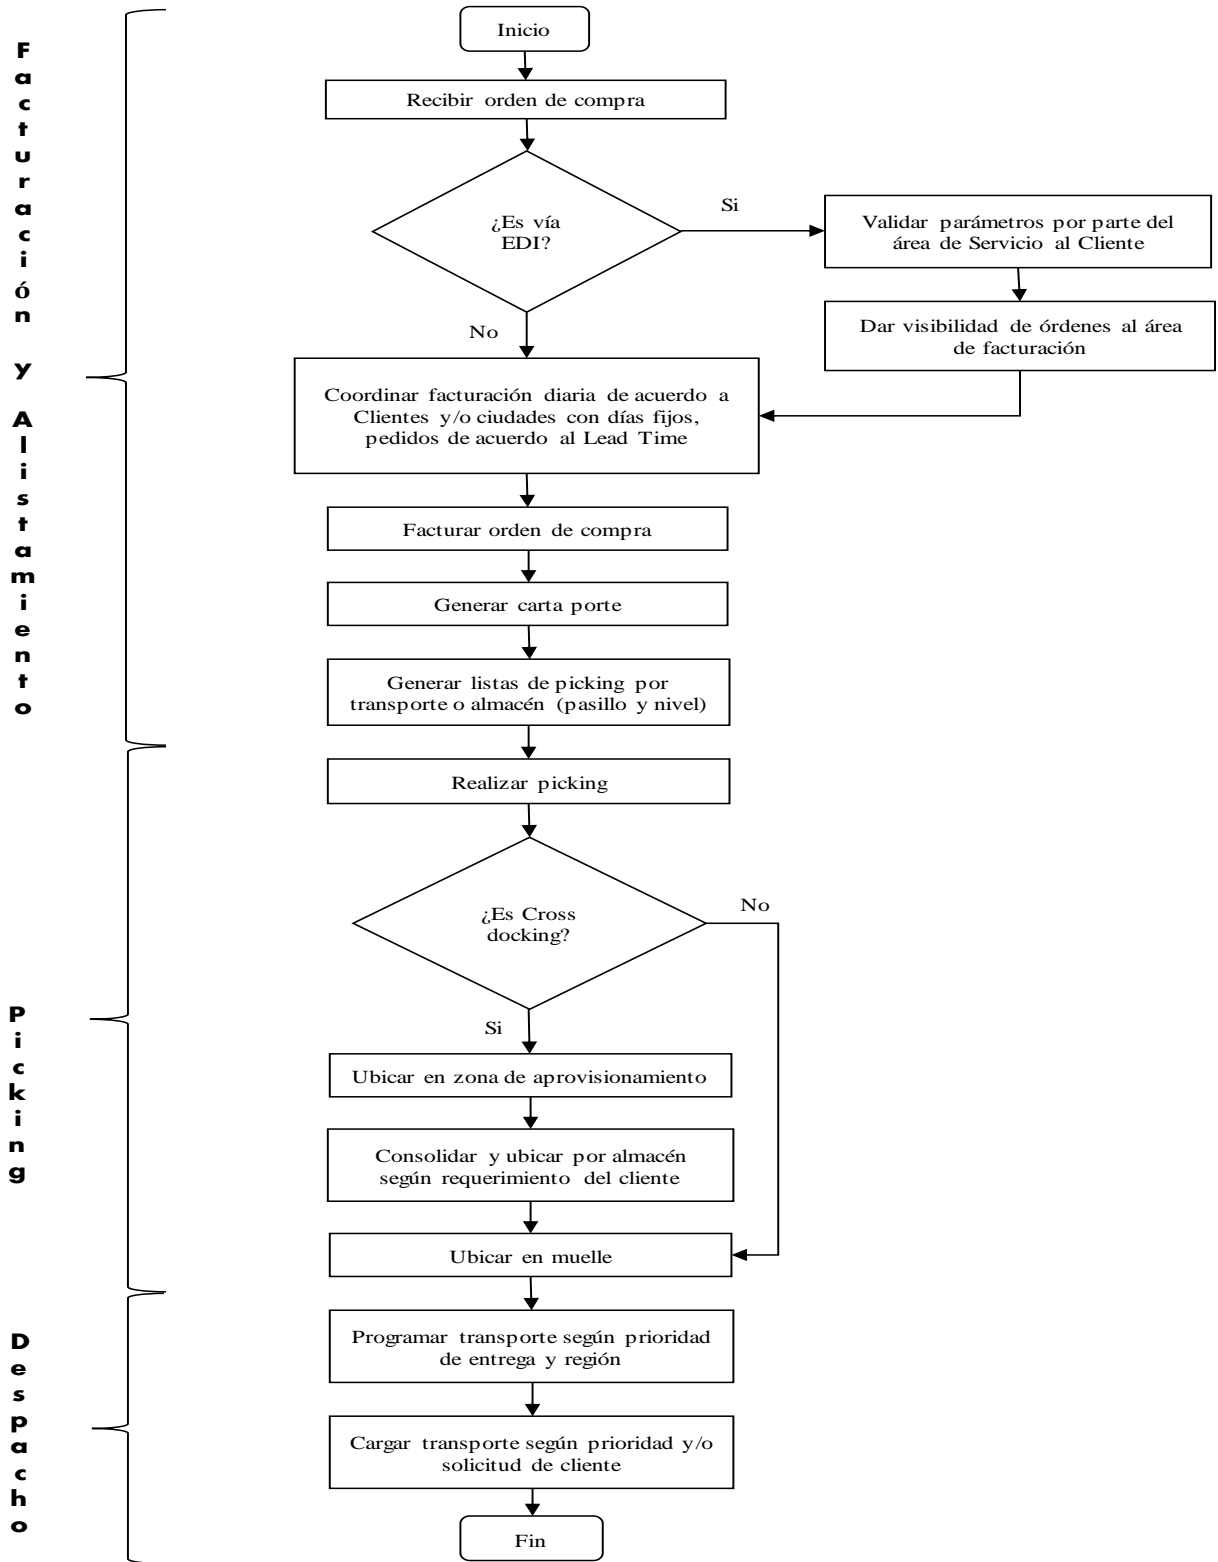 Facturación y Alistamiento
Inicio
Recibir orden de compra
¿Es vía
EDI?
Si
Validar parámetros por parte del
área de Servicio al Cliente
Dar visibilidad de órdenes al área
de facturación
No
Coordinar facturación diaria de acuerdo a
Clientes y/o ciudades con días fijos,
pedidos de acuerdo al Lead Time
Facturar orden de compra
Generar carta porte
Generar listas de picking por
transporte o almacén (pasillo y nivel)
Picking
Realizar picking
¿Es Cross
docking?
No
Si
Ubicar en zona de aprovisionamiento
Consolidar y ubicar por almacén
según requerimiento del cliente
Ubicar en muelle
Despacho
Programar transporte según prioridad
de entrega y región
Cargar transporte según prioridad y/o
solicitud de cliente
Fin